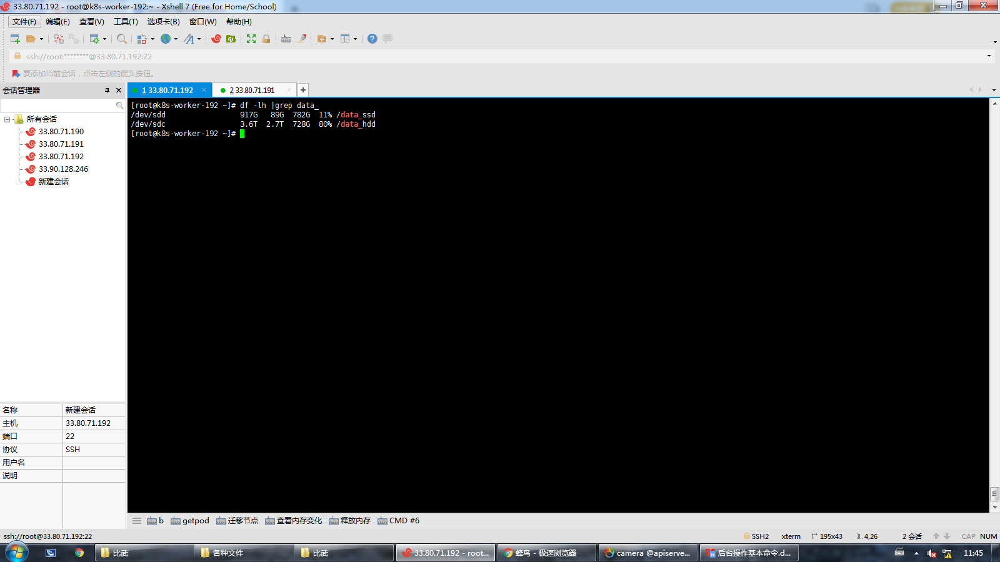 33.80.71.192 - root@k8s-worker-192:~ - Xshell 7 (Free for Home/School)
文件(F) 编辑(E) 查看(V) 工具(T) 选项卡(B) 窗口(W) 帮助(H)
ssh://root:********@33.80.71.192:22
要添加当前会话，点击左侧的箭头按钮。
会话管理器
1 33.80.71.192
2 33.80.71.191
所有会话
33.80.71.190
33.80.71.191
33.80.71.192
33.90.128.246
新建会话
[root@k8s-worker-192 ~]# df -lh |grep data_
/dev/sdd 917G 89G 782G 11% /data_ssd
/dev/sdc 3.6T 2.7T 728G 80% /data_hdd
[root@k8s-worker-192 ~]#
名称 新建会话
主机 33.80.71.192
端口 22
协议 SSH
用户名
说明
b getpod 迁移节点 查看内存变化 释放内存 CMD #6
ssh://root@33.80.71.192:22 SSH2 xterm 195x43 4,26 2 会话 CAP NUM
比武 各种文件 比武 33.80.71.192 - root... 蜂鸟 - 极速浏览器 camera @apiserve... 后台操作基本命令.d... 11:45